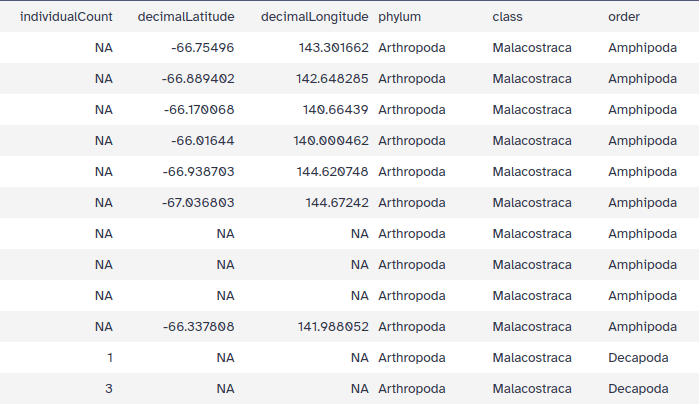 individualCount decimalLatitude decimalLongitude phylum class order
NA -66.75496 143.301662 Arthropoda Malacostraca Amphipoda
NA -66.889402 142.648285 Arthropoda Malacostraca Amphipoda
NA -66.170068 140.66439 Arthropoda Malacostraca Amphipoda
NA -66.01644 140.000462 Arthropoda Malacostraca Amphipoda
NA -66.938703 144.620748 Arthropoda Malacostraca Amphipoda
NA -67.036803 144.67242 Arthropoda Malacostraca Amphipoda
NA NA NA Arthropoda Malacostraca Amphipoda
NA NA NA Arthropoda Malacostraca Amphipoda
NA NA NA Arthropoda Malacostraca Amphipoda
NA -66.337808 141.988052 Arthropoda Malacostraca Amphipoda
1 NA NA Arthropoda Malacostraca Decapoda
3 NA NA Arthropoda Malacostraca Decapoda